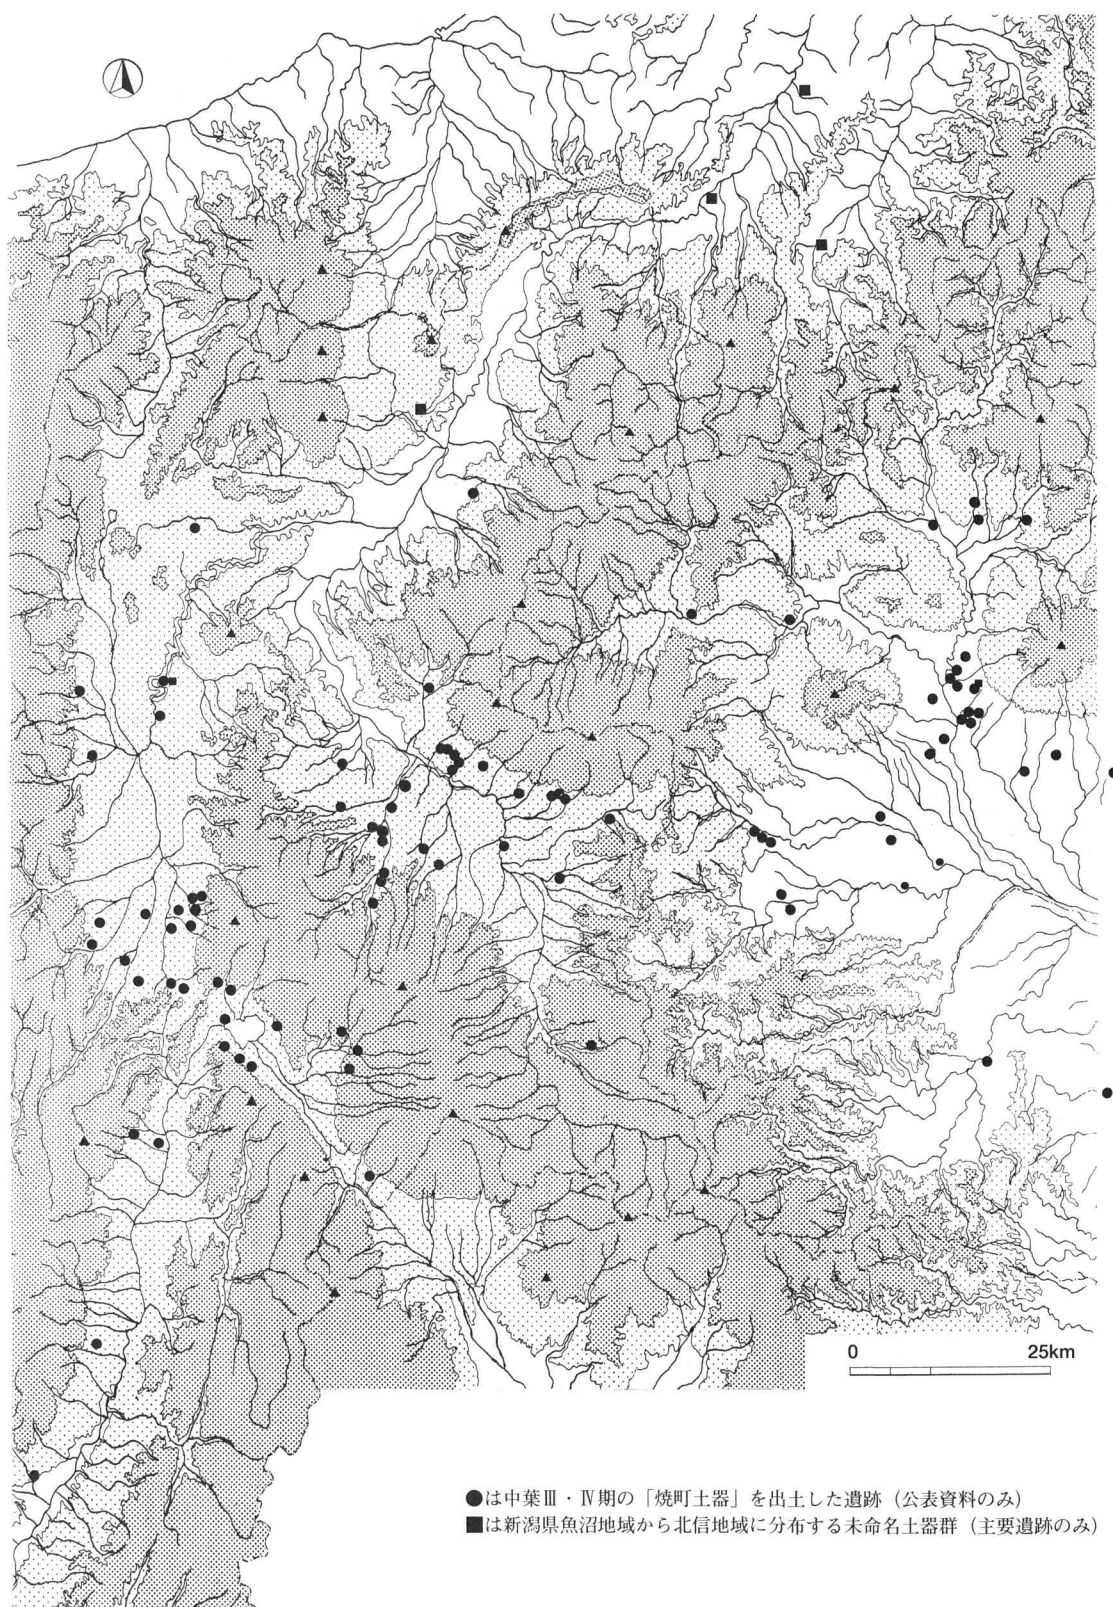 0 25km
●は中葉Ⅲ・Ⅳ期の「焼町土器」を出土した遺跡（公表資料のみ）
■は新潟県魚沼地域から北信地域に分布する未命名土器群（主要遺跡のみ）